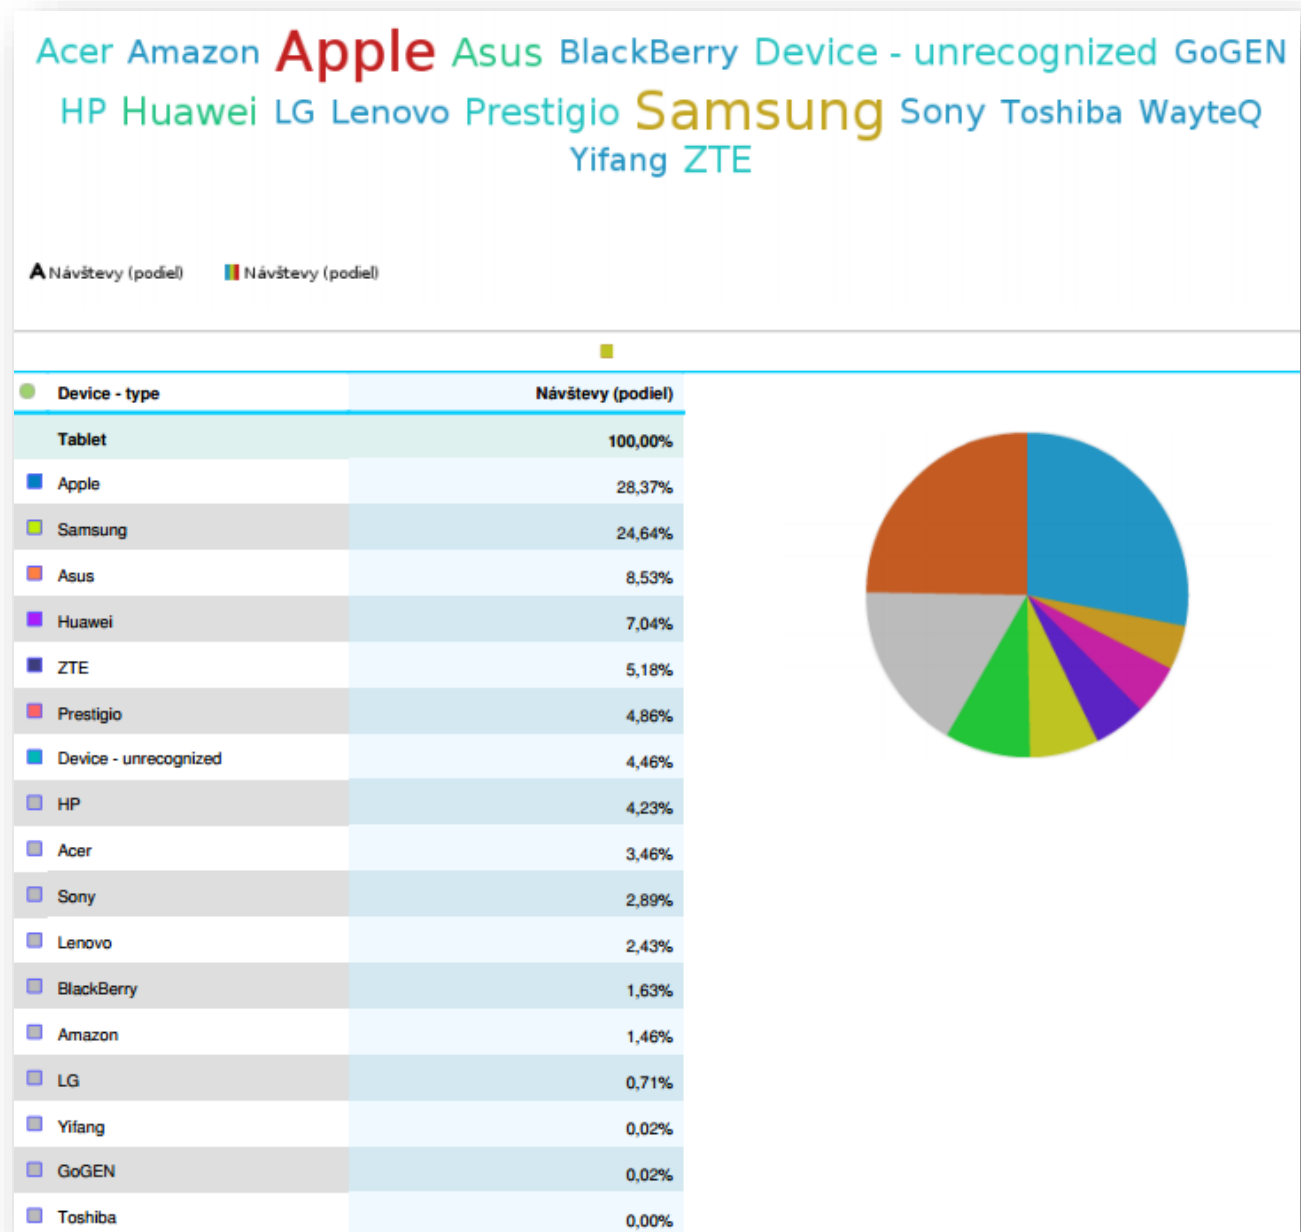 Acer Amazon Apple Asus BlackBerry Device - unrecognized GoGEN
HP Huawei LG Lenovo Prestigio Samsung Sony Toshiba WayteQ
Yifang ZTE
A Návštevy (podiel) Návštevy (podiel)
Device - type Návštevy (podiel)
Tablet 100,00%
Apple 28,37%
Samsung 24,64%
Asus 8,53%
Huawei 7,04%
ZTE 5,18%
Prestigio 4,86%
Device - unrecognized 4,46%
HP 4,23%
Acer 3,46%
Sony 2,89%
Lenovo 2,43%
BlackBerry 1,63%
Amazon 1,46%
LG 0,71%
Yifang 0,02%
GoGEN 0,02%
Toshiba 0,00%